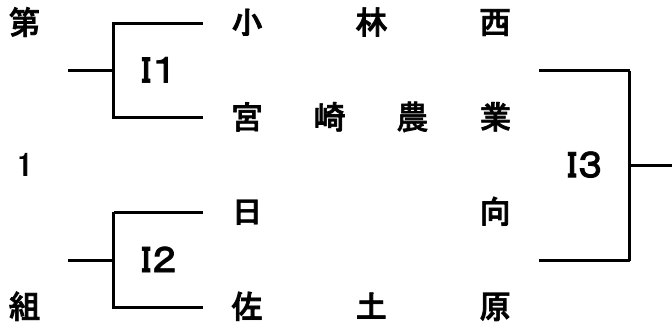 第 小林西
I1
宮崎農業
1 I3
日向
I2
組 佐土原